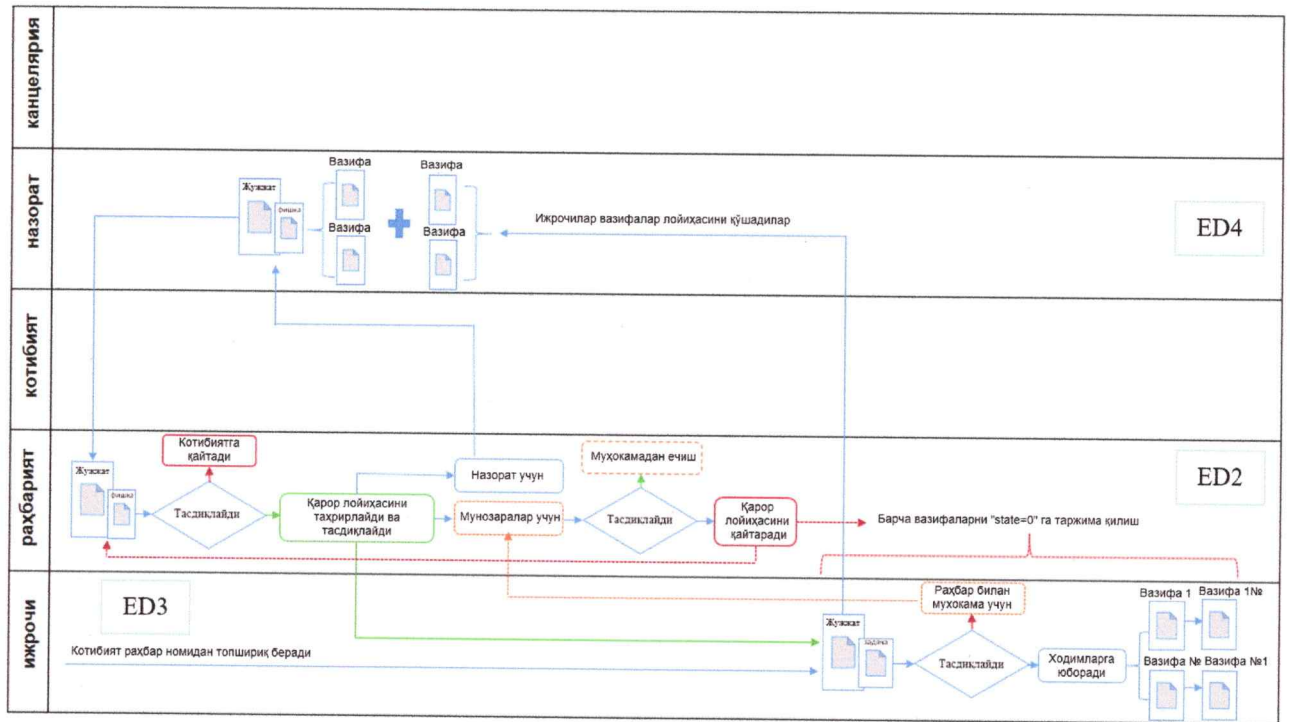 канцелярия
назорат
Жужжат
фишка
Вазифа
Вазифа
Вазифа
Вазифа
Ижрочилар вазифалар лойиҳасини қўшадилар
ED4
котибият
раҳбарият
Жужжат
фишка
Тасдиқлайди
Котибиятга
қайтади
Қарор лойиҳасини
таҳрирлайди ва
тасдиқлайди
Назорат учун
Мунозаралар учун
Муҳокамадан ечиш
Тасдиқлайди
Қарор
лойиҳасини
қайтаради
Барча вазифаларни "state=0" га таржима қилиш
ED2
ижрочи
ED3
Котибият раҳбар номидан топшириқ беради
Жужжат
задача
Раҳбар билан
муҳокама учун
Тасдиқлайди
Ходимларга
юборади
Вазифа 1
Вазифа 1№
Вазифа №
Вазифа №1